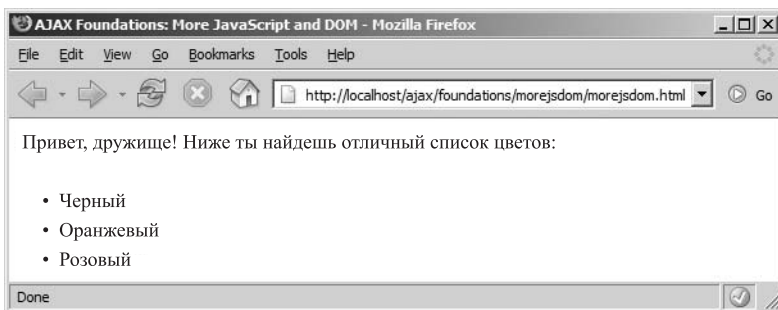 AJAX Foundations: More JavaScript and DOM - Mozilla Firefox
File Edit View Go Bookmarks Tools Help
http://localhost/ajax/foundations/morejsdom/morejsdom.html Go
Привет, дружище! Ниже ты найдешь отличный список цветов:
• Черный
• Оранжевый
• Розовый
Done